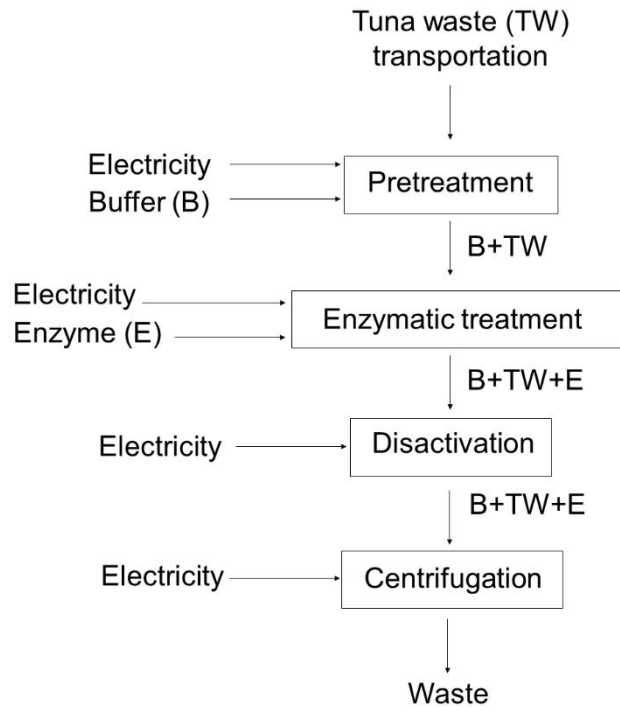 Tuna waste (TW)
transportation
Electricity
Buffer (B)
Pretreatment
B+TW
Electricity
Enzyme (E)
Enzymatic treatment
B+TW+E
Electricity
Disactivation
B+TW+E
Electricity
Centrifugation
Waste